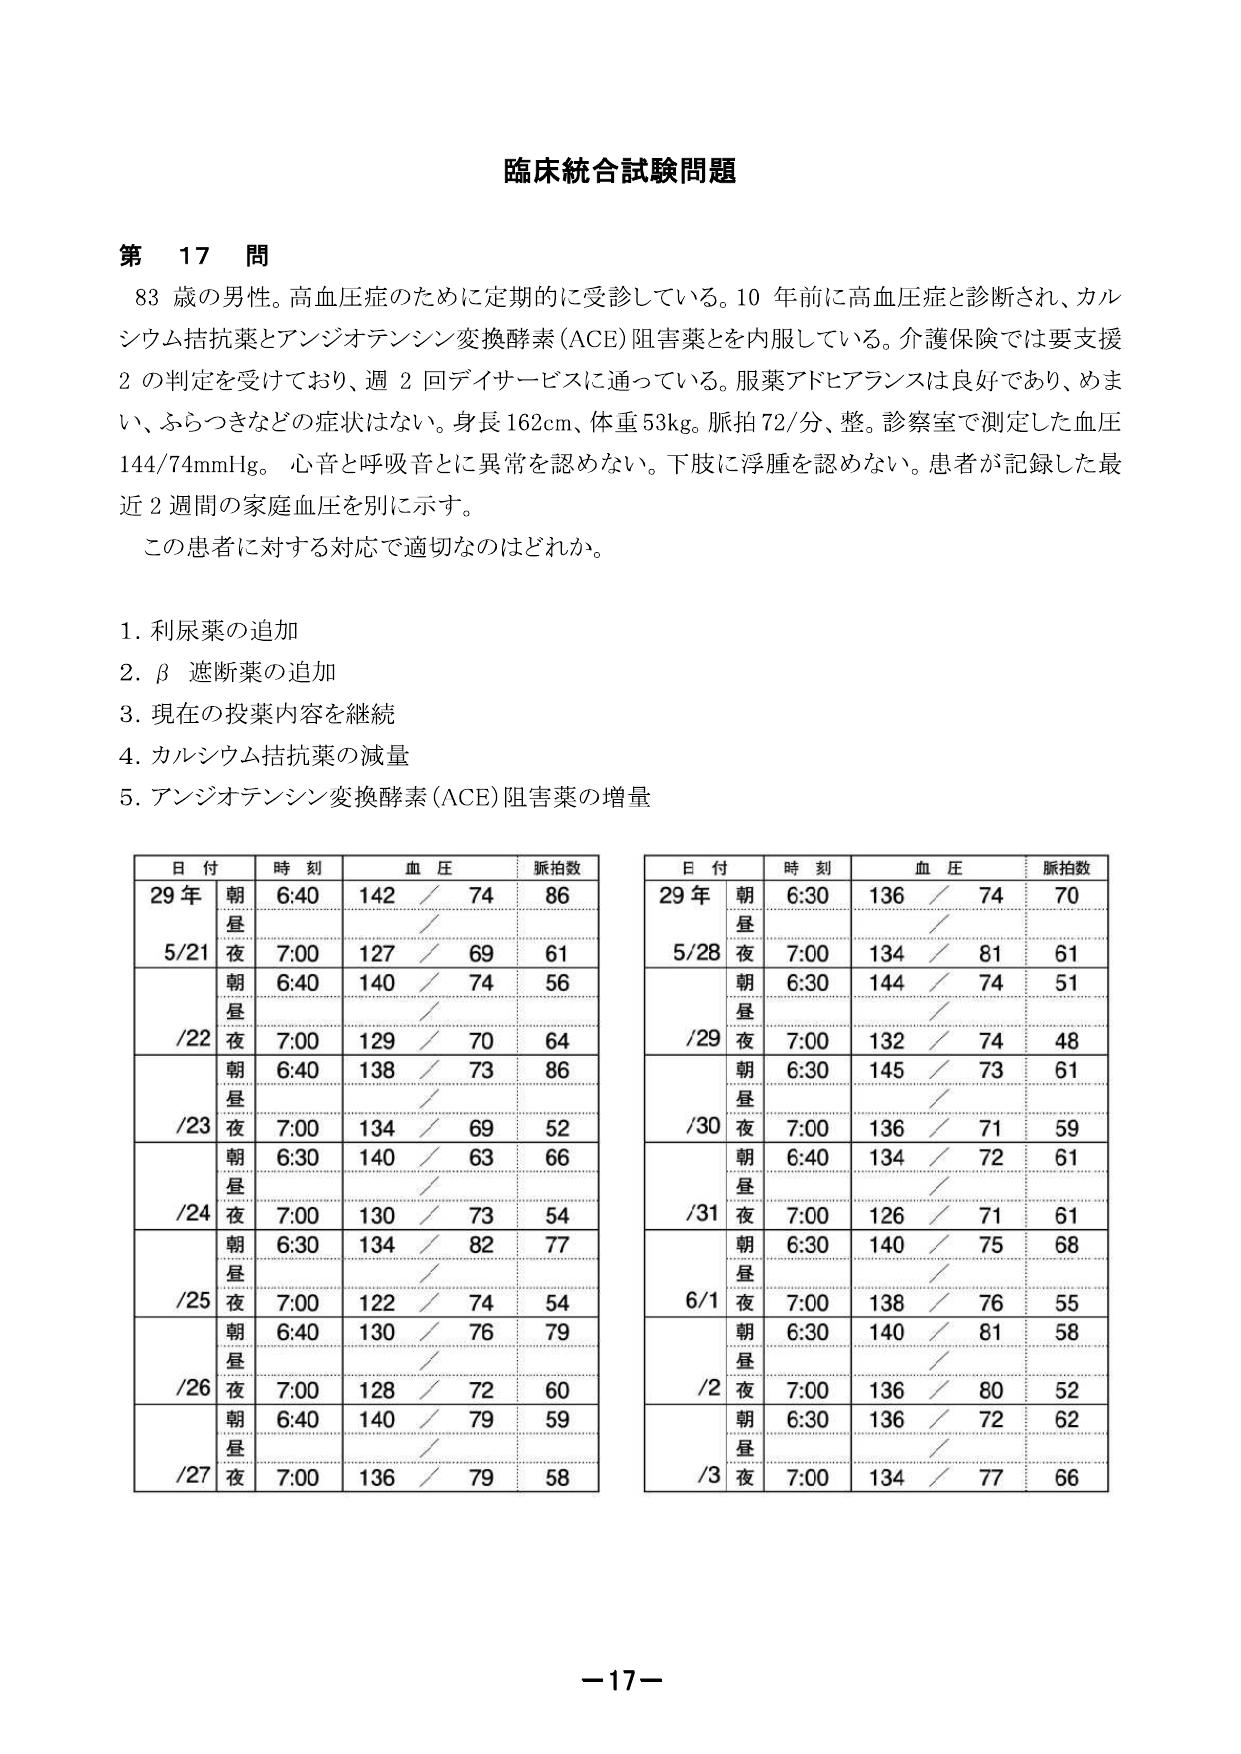 臨床統合試験問題
第 17 問
83 歳の男性。高血圧症のために定期的に受診している。10 年前に高血圧症と診断され、カル
シウム拮抗薬とアンジオテンシン変換酵素(ACE)阻害薬とを内服している。介護保険では要支援
2 の判定を受けており、週 2 回デイサービスに通っている。服薬アドヒアランスは良好であり、めま
い、ふらつきなどの症状はない。身長162cm、体重53kg。脈拍72/分、整。診察室で測定した血圧
144/74mmHg。 心音と呼吸音とに異常を認めない。下肢に浮腫を認めない。患者が記録した最
近 2 週間の家庭血圧を別に示す。
この患者に対する対応で適切なのはどれか。
1. 利尿薬の追加
2. β 遮断薬の追加
3. 現在の投薬内容を継続
4. カルシウム拮抗薬の減量
5. アンジオテンシン変換酵素(ACE)阻害薬の増量
日 付 時 刻 血 圧 脈拍数
29 年 朝 6:40 142 / 74 86
昼 /
5/21 夜 7:00 127 / 69 61
朝 6:40 140 / 74 56
昼 /
/22 夜 7:00 129 / 70 64
朝 6:40 138 / 73 86
昼 /
/23 夜 7:00 134 / 69 52
朝 6:30 140 / 63 66
昼 /
/24 夜 7:00 130 / 73 54
朝 6:30 134 / 82 77
昼 /
/25 夜 7:00 122 / 74 54
朝 6:40 130 / 76 79
昼 /
/26 夜 7:00 128 / 72 60
朝 6:40 140 / 79 59
昼 /
/27 夜 7:00 136 / 79 58
日 付 時 刻 血 圧 脈拍数
29 年 朝 6:30 136 / 74 70
昼 /
5/28 夜 7:00 134 / 81 61
朝 6:30 144 / 74 51
昼 /
/29 夜 7:00 132 / 74 48
朝 6:30 145 / 73 61
昼 /
/30 夜 7:00 136 / 71 59
朝 6:40 134 / 72 61
昼 /
/31 夜 7:00 126 / 71 61
朝 6:30 140 / 75 68
昼 /
6/1 夜 7:00 138 / 76 55
朝 6:30 140 / 81 58
昼 /
/2 夜 7:00 136 / 80 52
朝 6:30 136 / 72 62
昼 /
/3 夜 7:00 134 / 77 66
－17－